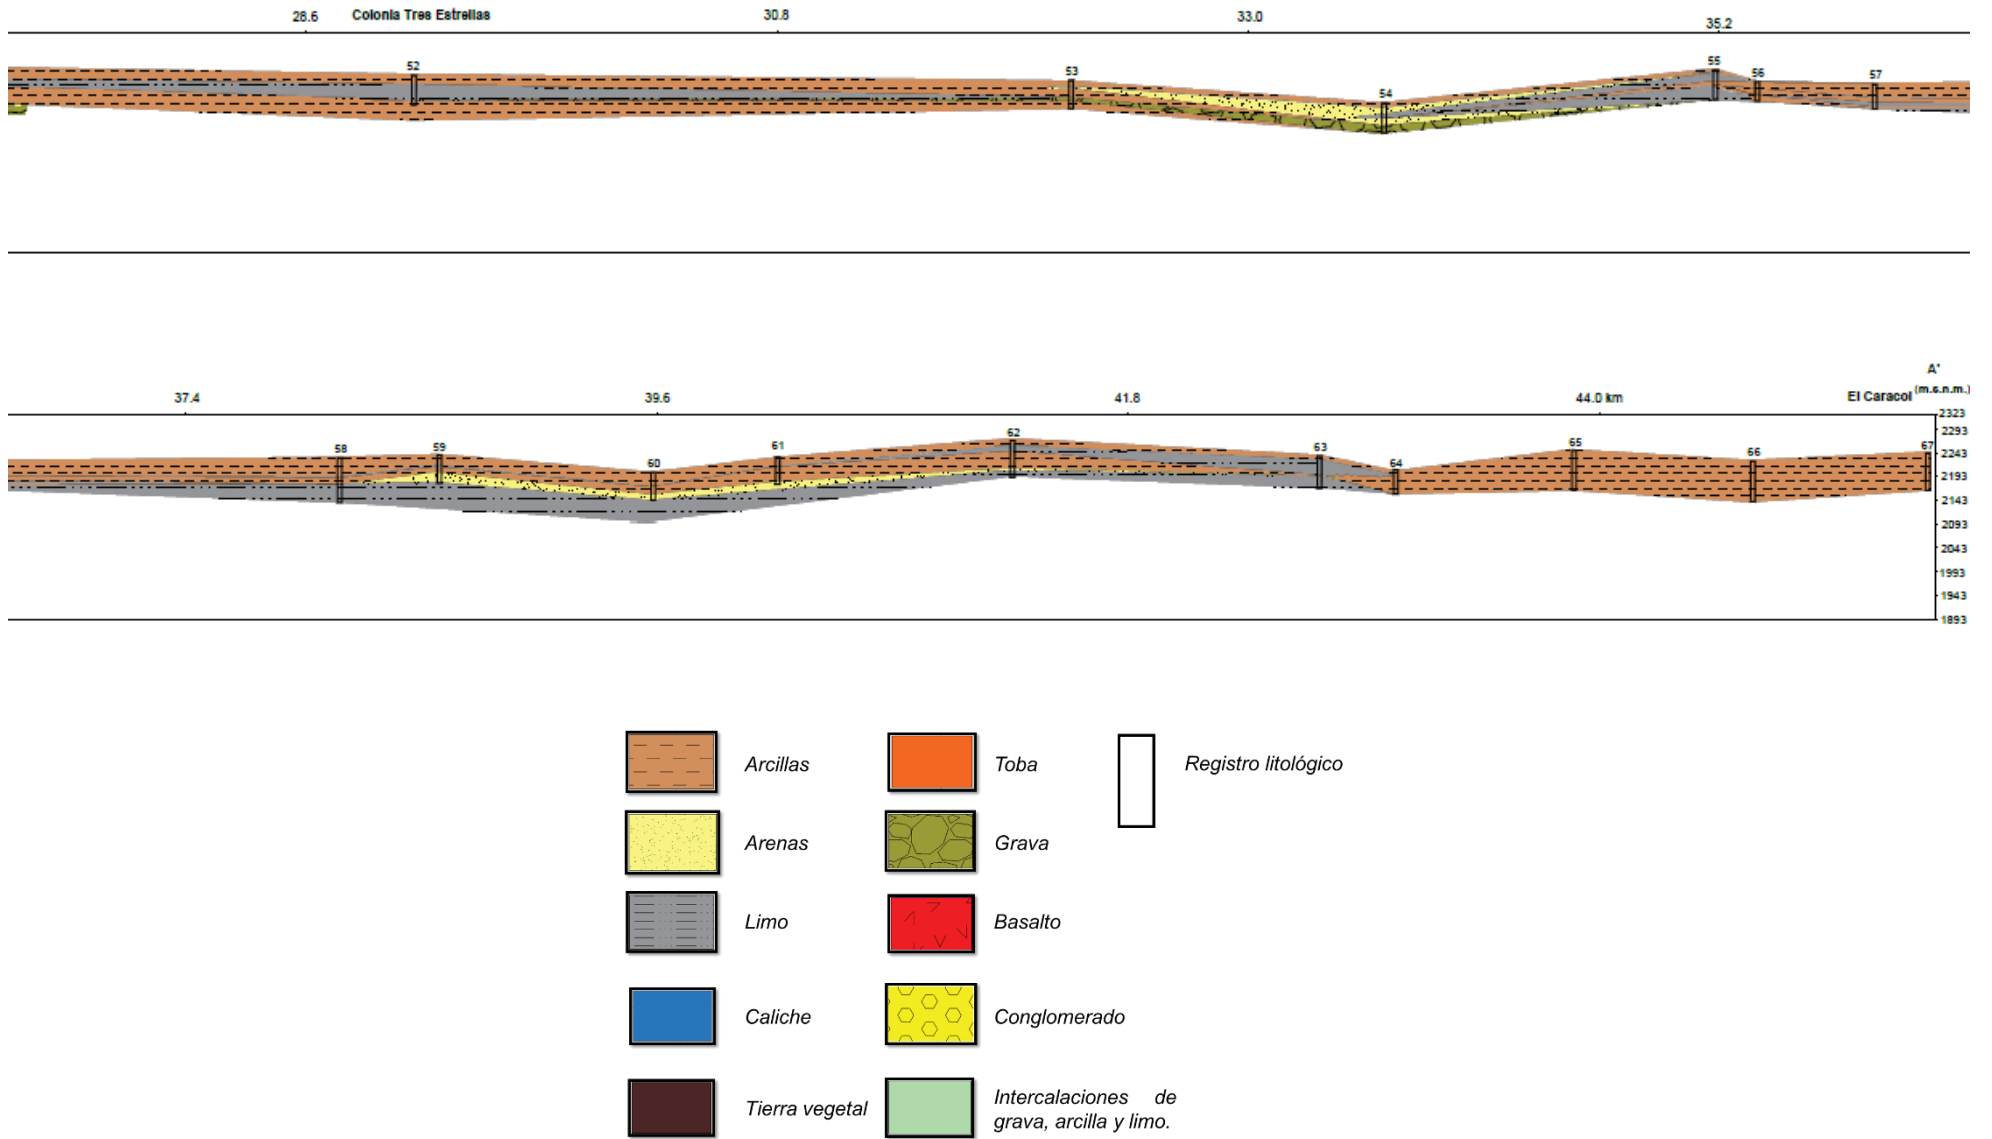 28.6 Colonia Tres Estrellas 30.8 33.0 35.2
52 53 54 55 56 57
A'
37.4 39.6 41.8 44.0 km El Caracol (m.s.n.m.)
58 59 60 61 62 63 64 65 66 67
2323
2293
2243
2193
2143
2093
2043
1993
1943
1893
Arcillas Toba Registro litológico
Arenas Grava
Limo Basalto
Caliche Conglomerado
Tierra vegetal Intercalaciones de
grava, arcilla y limo.